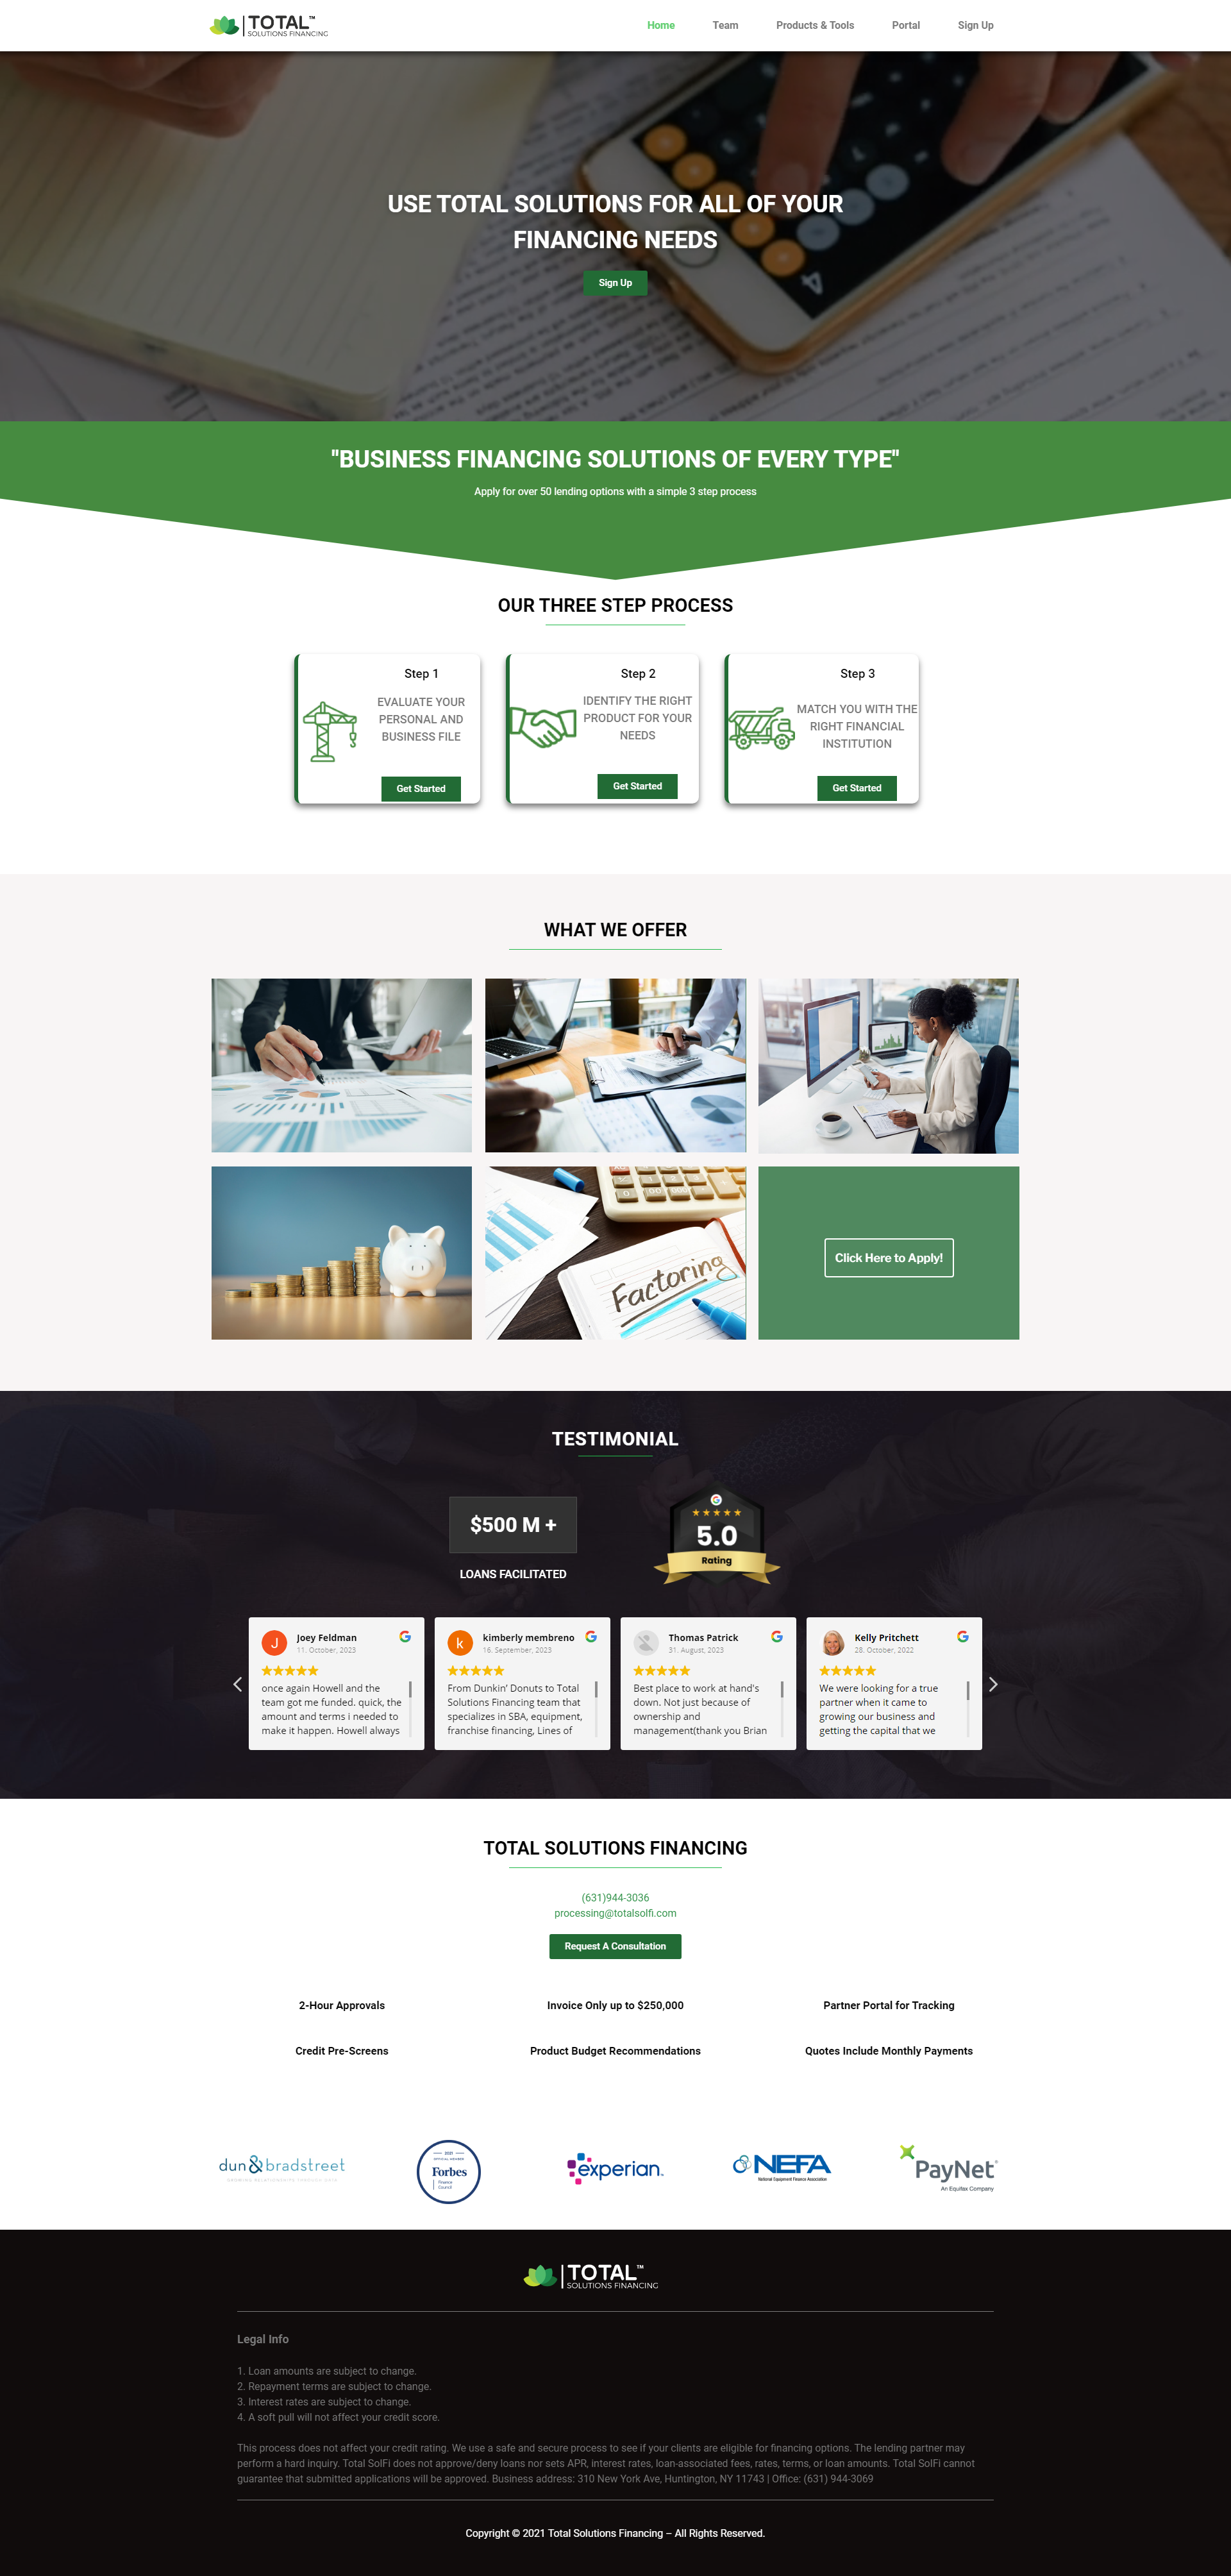 TOTAL™
SOLUTIONS FINANCING
Home
Team
Products & Tools
Portal
Sign Up
USE TOTAL SOLUTIONS FOR ALL OF YOUR
FINANCING NEEDS
Sign Up
"BUSINESS FINANCING SOLUTIONS OF EVERY TYPE"
Apply for over 50 lending options with a simple 3 step process
OUR THREE STEP PROCESS
Step 1
EVALUATE YOUR
PERSONAL AND
BUSINESS FILE
Get Started
Step 2
IDENTIFY THE RIGHT
PRODUCT FOR YOUR
NEEDS
Get Started
Step 3
MATCH YOU WITH THE
RIGHT FINANCIAL
INSTITUTION
Get Started
WHAT WE OFFER
Factoring
Click Here to Apply!
TESTIMONIAL
$500 M +
LOANS FACILITATED
5.0
Rating
J
Joey Feldman
11. October, 2023
once again Howell and the
team got me funded. quick, the
amount and terms i needed to
make it happen. Howell always
k
kimberly membreno
16. September, 2023
From Dunkin' Donuts to Total
Solutions Financing team that
specializes in SBA, equipment,
franchise financing, Lines of
Thomas Patrick
31. August, 2023
Best place to work at hand's
down. Not just because of
ownership and
management(thank you Brian
Kelly Pritchett
28. October, 2022
We were looking for a true
partner when it came to
growing our business and
getting the capital that we
TOTAL SOLUTIONS FINANCING
(631)944-3036
processing@totalsolfi.com
Request A Consultation
2-Hour Approvals
Invoice Only up to $250,000
Partner Portal for Tracking
Credit Pre-Screens
Product Budget Recommendations
Quotes Include Monthly Payments
dun & bradstreet
2021
OFFICIAL MEMBER
Forbes
Finance
Council
experian.
NEFA
National Equipment Finance Association
PayNet
An Equifax Company
TOTAL™
SOLUTIONS FINANCING
Legal Info
1. Loan amounts are subject to change.
2. Repayment terms are subject to change.
3. Interest rates are subject to change.
4. A soft pull will not affect your credit score.
This process does not affect your credit rating. We use a safe and secure process to see if your clients are eligible for financing options. The lending partner may
perform a hard inquiry. Total SolFi does not approve/deny loans nor sets APR, interest rates, loan-associated fees, rates, terms, or loan amounts. Total SolFi cannot
guarantee that submitted applications will be approved. Business address: 310 New York Ave, Huntington, NY 11743 | Office: (631) 944-3069
Copyright © 2021 Total Solutions Financing – All Rights Reserved.